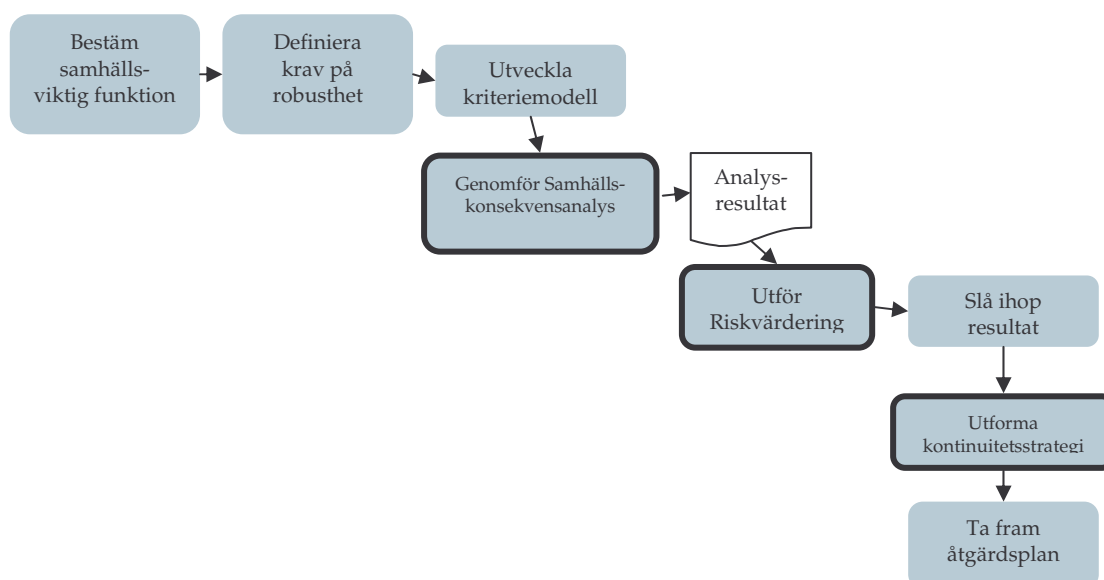 Bestäm
samhälls-
viktig funktion
Definiera
krav på
robusthet
Utveckla
kriteriemodell
Genomför Samhälls-
konsekvensanalys
Analys-
resultat
Utför
Riskvärdering
Slå ihop
resultat
Utforma
kontinuitetsstrategi
Ta fram
åtgärdsplan